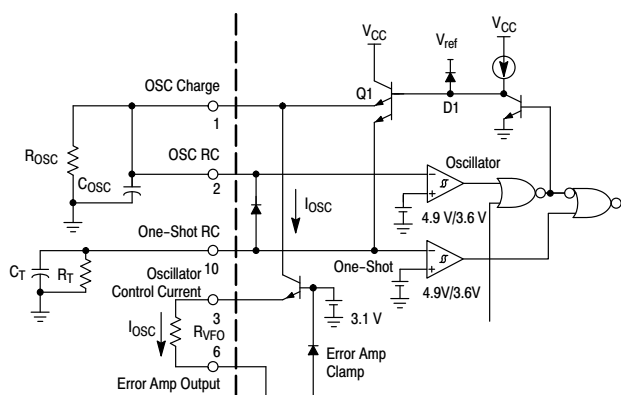 V_CC
V_ref
V_CC
Q1
D1
OSC Charge
1
R_OSC
C_OSC
OSC RC
2
Oscillator
I_OSC
4.9 V/3.6 V
One-Shot RC
10
C_T
R_T
One-Shot
4.9V/3.6V
Oscillator
Control Current
3
3.1 V
I_OSC
R_VFO
6
Error Amp
Clamp
Error Amp Output